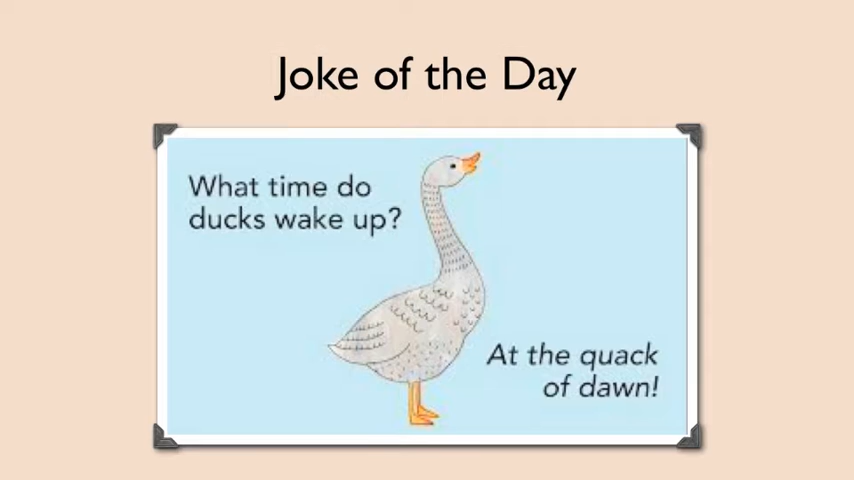 Joke of the Day
What time do
ducks wake up?
At the quack
of dawn!